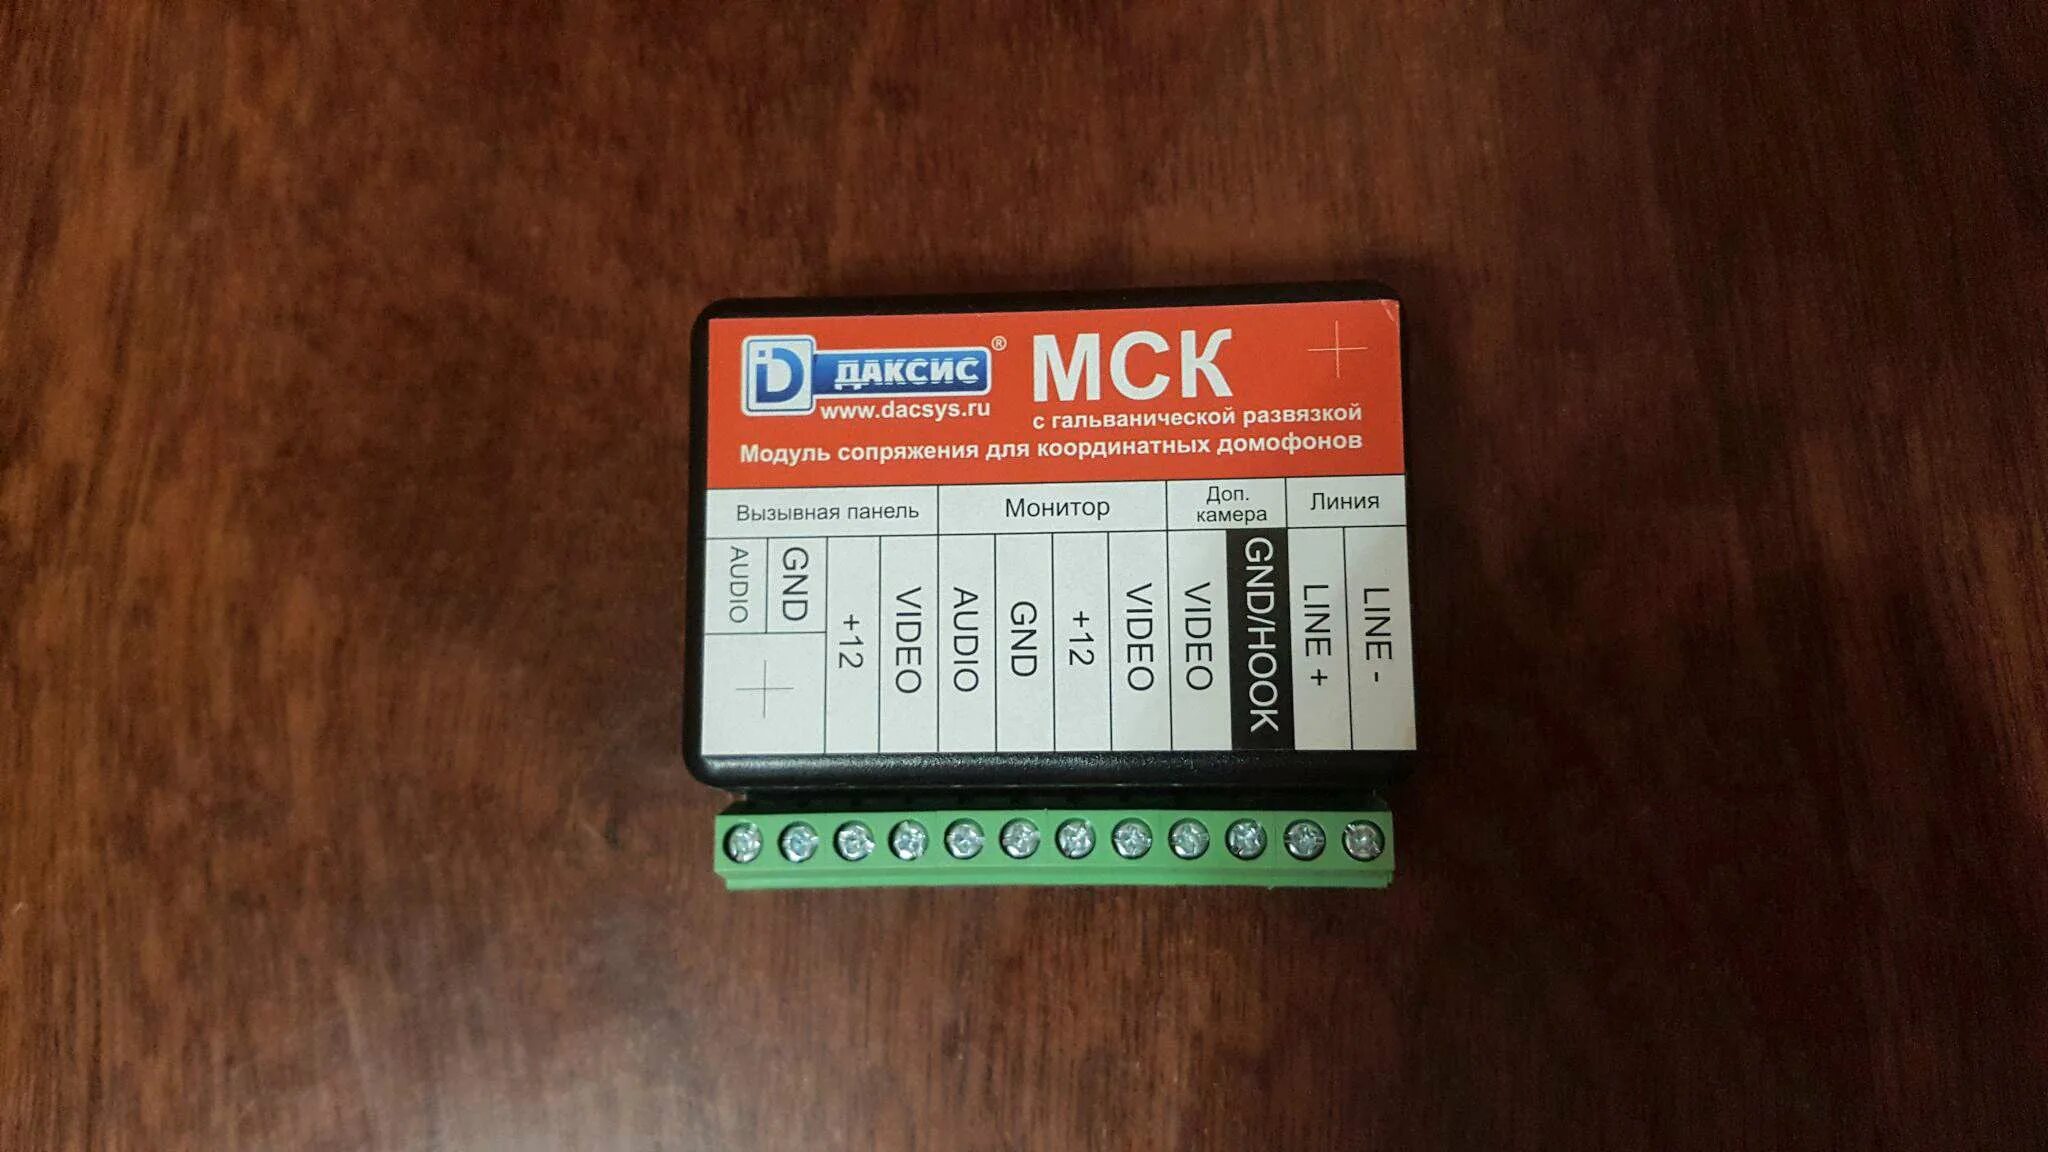 iD ДАКСИС ®
www.dacsys.ru
МСК
с гальванической развязкой
Модуль сопряжения для координатных домофонов
Вызывная панель
Монитор
Доп.
камера
Линия
AUDIO
GND
+12
VIDEO
AUDIO
GND
+12
VIDEO
VIDEO
GND/HOOK
LINE +
LINE -